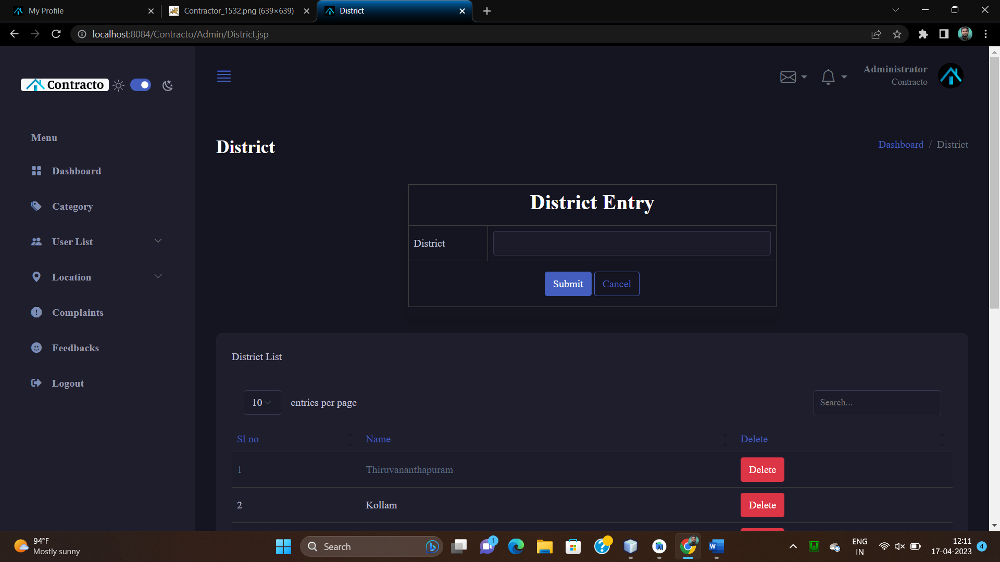 My Profile
Contractor_1532.png (639×639)
District
localhost:8084/Contracto/Admin/District.jsp
Contracto
Administrator
Contracto
Menu
Dashboard
Category
User List
Location
Complaints
Feedbacks
Logout
District
Dashboard / District
District Entry
District
Submit
Cancel
District List
10
entries per page
Search...
Sl no
Name
Delete
1
Thiruvananthapuram
Delete
2
Kollam
Delete
94°F
Mostly sunny
Search
1
ENG
IN
12:11
17-04-2023
4